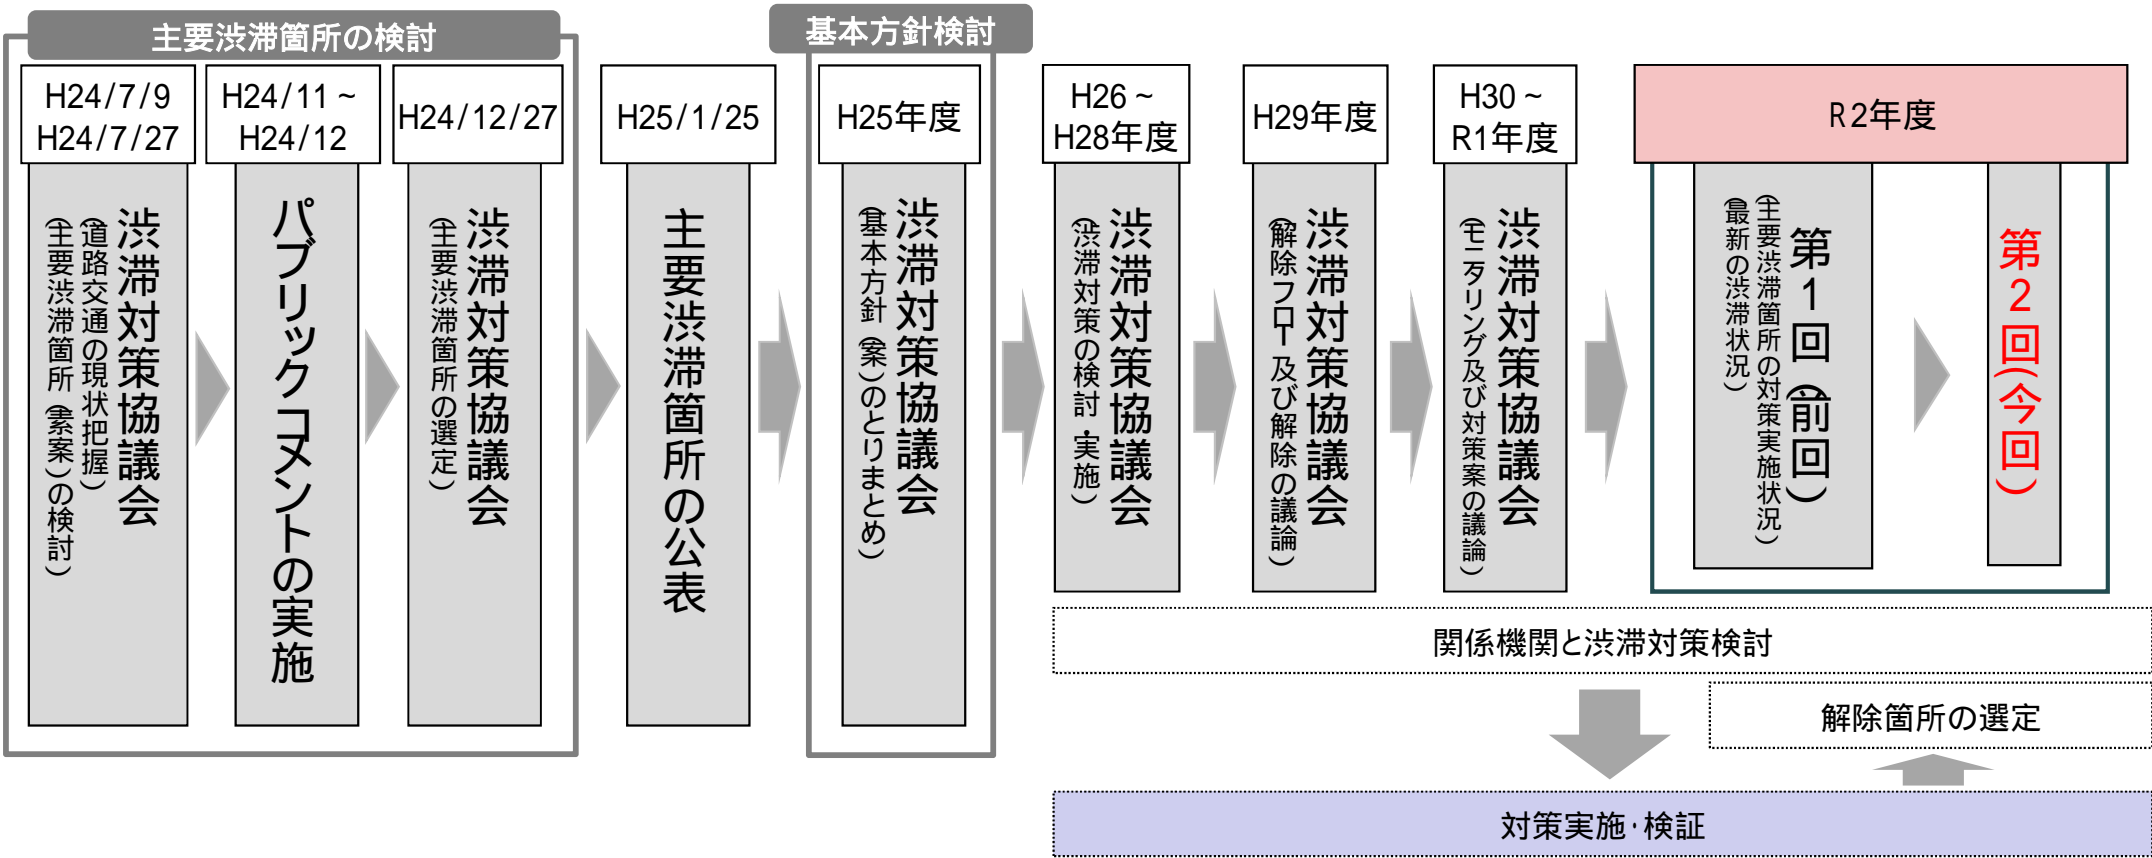 主要渋滞箇所の検討
H24/7/9
H24/7/27
渋滞対策協議会
(道路交通の現状把握)
(主要渋滞箇所(素案)の検討)
H24/11~
H24/12
パブリックコメントの実施
H24/12/27
渋滞対策協議会
(主要渋滞箇所の選定)
H25/1/25
主要渋滞箇所の公表
基本方針検討
H25年度
渋滞対策協議会
(基本方針(案)のとりまとめ)
H26~
H28年度
渋滞対策協議会
(渋滞対策の検討・実施)
H29年度
渋滞対策協議会
(解除フロー及び解除の議論)
H30~
R1年度
渋滞対策協議会
(モニタリング及び対策案の議論)
R2年度
第1回(前回)
(主要渋滞箇所の対策実施状況)
(最新の渋滞状況)
第2回(今回)
関係機関と渋滞対策検討
解除箇所の選定
対策実施・検証